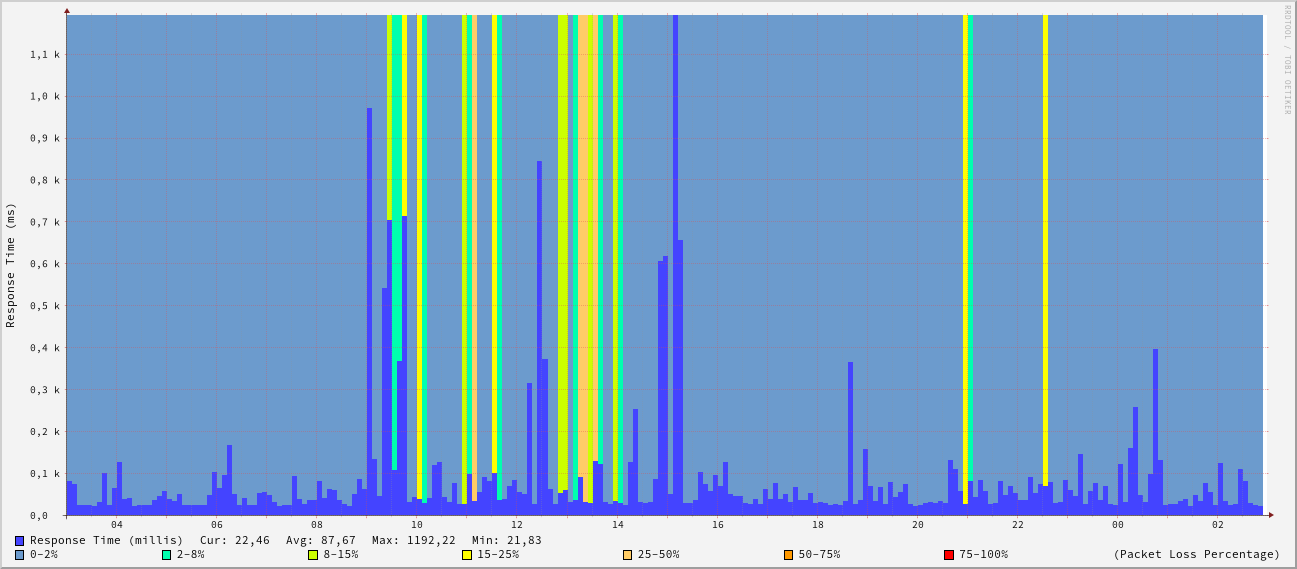 RRDTOOL / TOBI OETIKER
Response Time (ms)
1,1 k
1,0 k
0,9 k
0,8 k
0,7 k
0,6 k
0,5 k
0,4 k
0,3 k
0,2 k
0,1 k
0,0
04 06 08 10 12 14 16 18 20 22 00 02
Response Time (millis) Cur: 22,46 Avg: 87,67 Max: 1192,22 Min: 21,83
0-2% 2-8% 8-15% 15-25% 25-50% 50-75% 75-100% (Packet Loss Percentage)